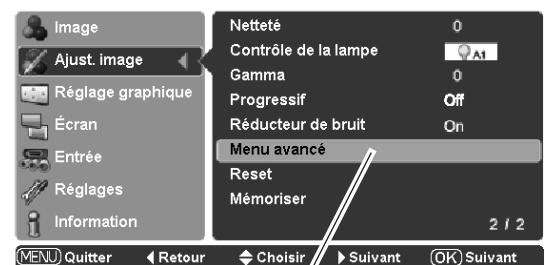 Image
Ajust. image
Réglage graphique
Écran
Entrée
Réglages
Information
Netteté 0
Contrôle de la lampe A1
Gamma 0
Progressif Off
Réducteur de bruit On
Menu avancé
Reset
Mémoriser
2 / 2
MENU Quitter Retour Choisir Suivant OK Suivant